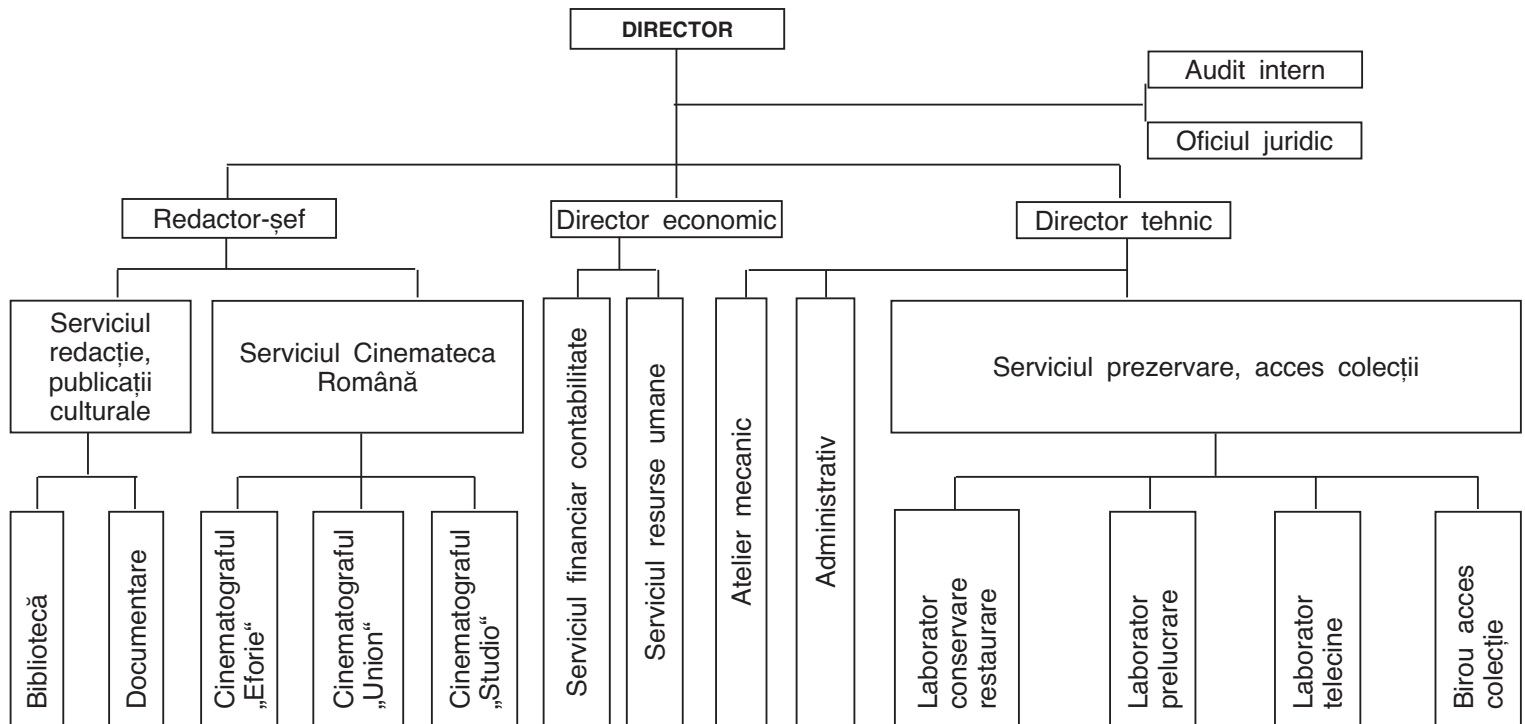 DIRECTOR
Audit intern
Oficiul juridic
Redactor-șef
Director economic
Director tehnic
Serviciul
redacție,
publicații
culturale
Serviciul Cinemateca
Română
Serviciul financiar contabilitate
Serviciul resurse umane
Atelier mecanic
Administrativ
Serviciul prezervare, acces colecții
Bibliotecă
Documentare
Cinematograful
„Eforie“
Cinematograful
„Union“
Cinematograful
„Studio“
Laborator
conservare
restaurare
Laborator
prelucrare
Laborator
telecine
Birou acces
colecție